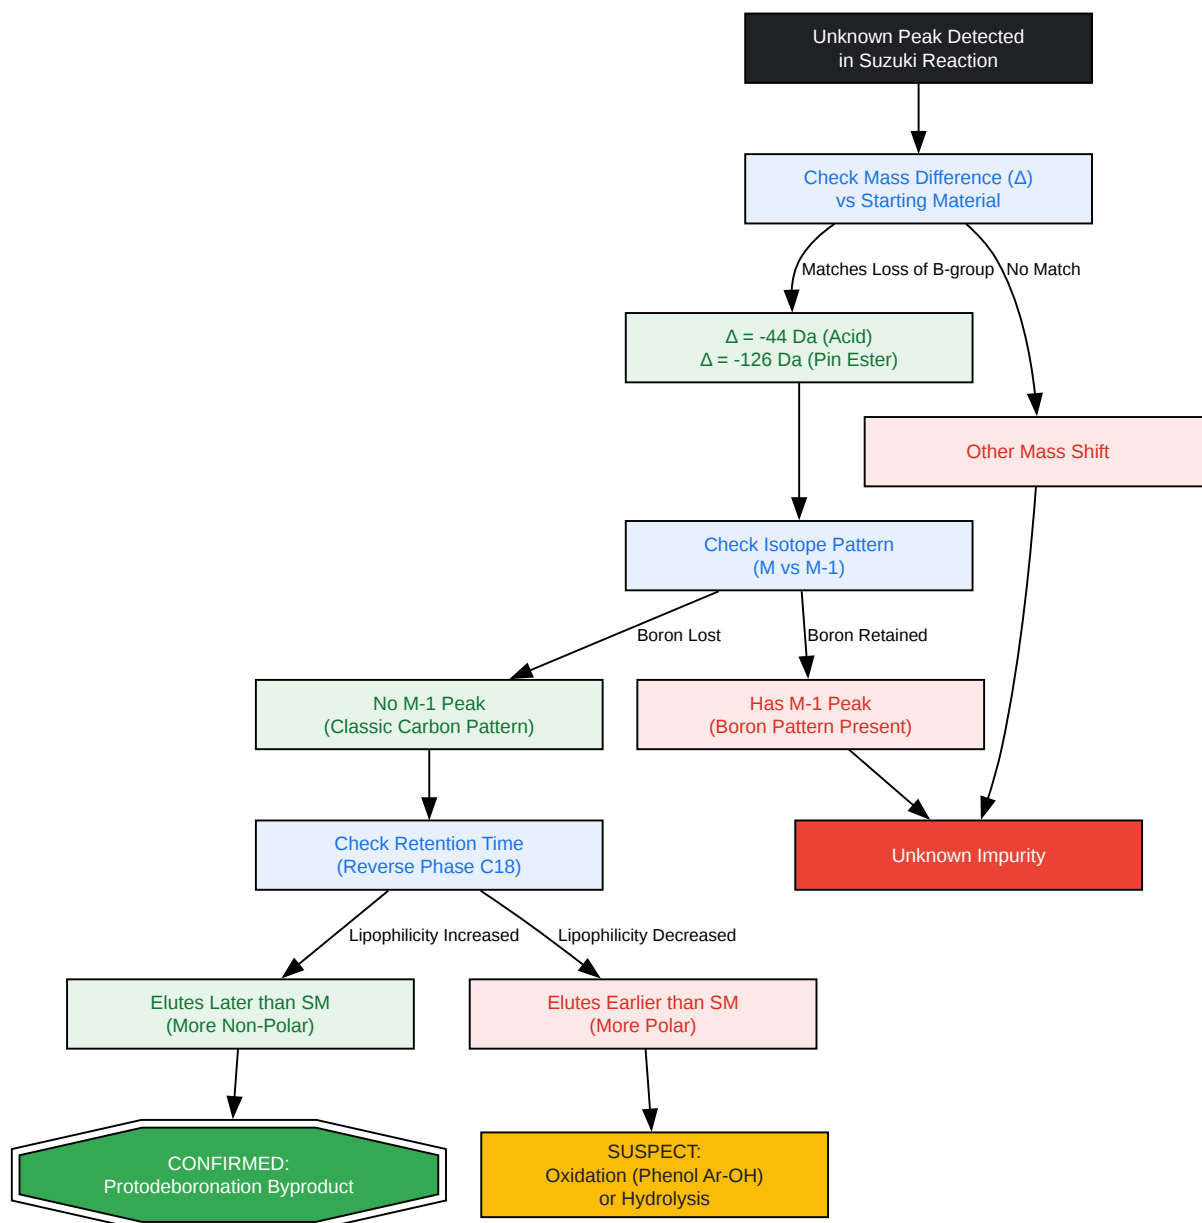 Unknown Peak Detected
in Suzuki Reaction
Check Mass Difference (Δ)
vs Starting Material
Matches Loss of B-group
No Match
Δ = -44 Da (Acid)
Δ = -126 Da (Pin Ester)
Other Mass Shift
Check Isotope Pattern
(M vs M-1)
Boron Lost
Boron Retained
No M-1 Peak
(Classic Carbon Pattern)
Has M-1 Peak
(Boron Pattern Present)
Check Retention Time
(Reverse Phase C18)
Unknown Impurity
Lipophilicity Increased
Lipophilicity Decreased
Elutes Later than SM
(More Non-Polar)
Elutes Earlier than SM
(More Polar)
CONFIRMED:
Protodeboronation Byproduct
SUSPECT:
Oxidation (Phenol Ar-OH)
or Hydrolysis